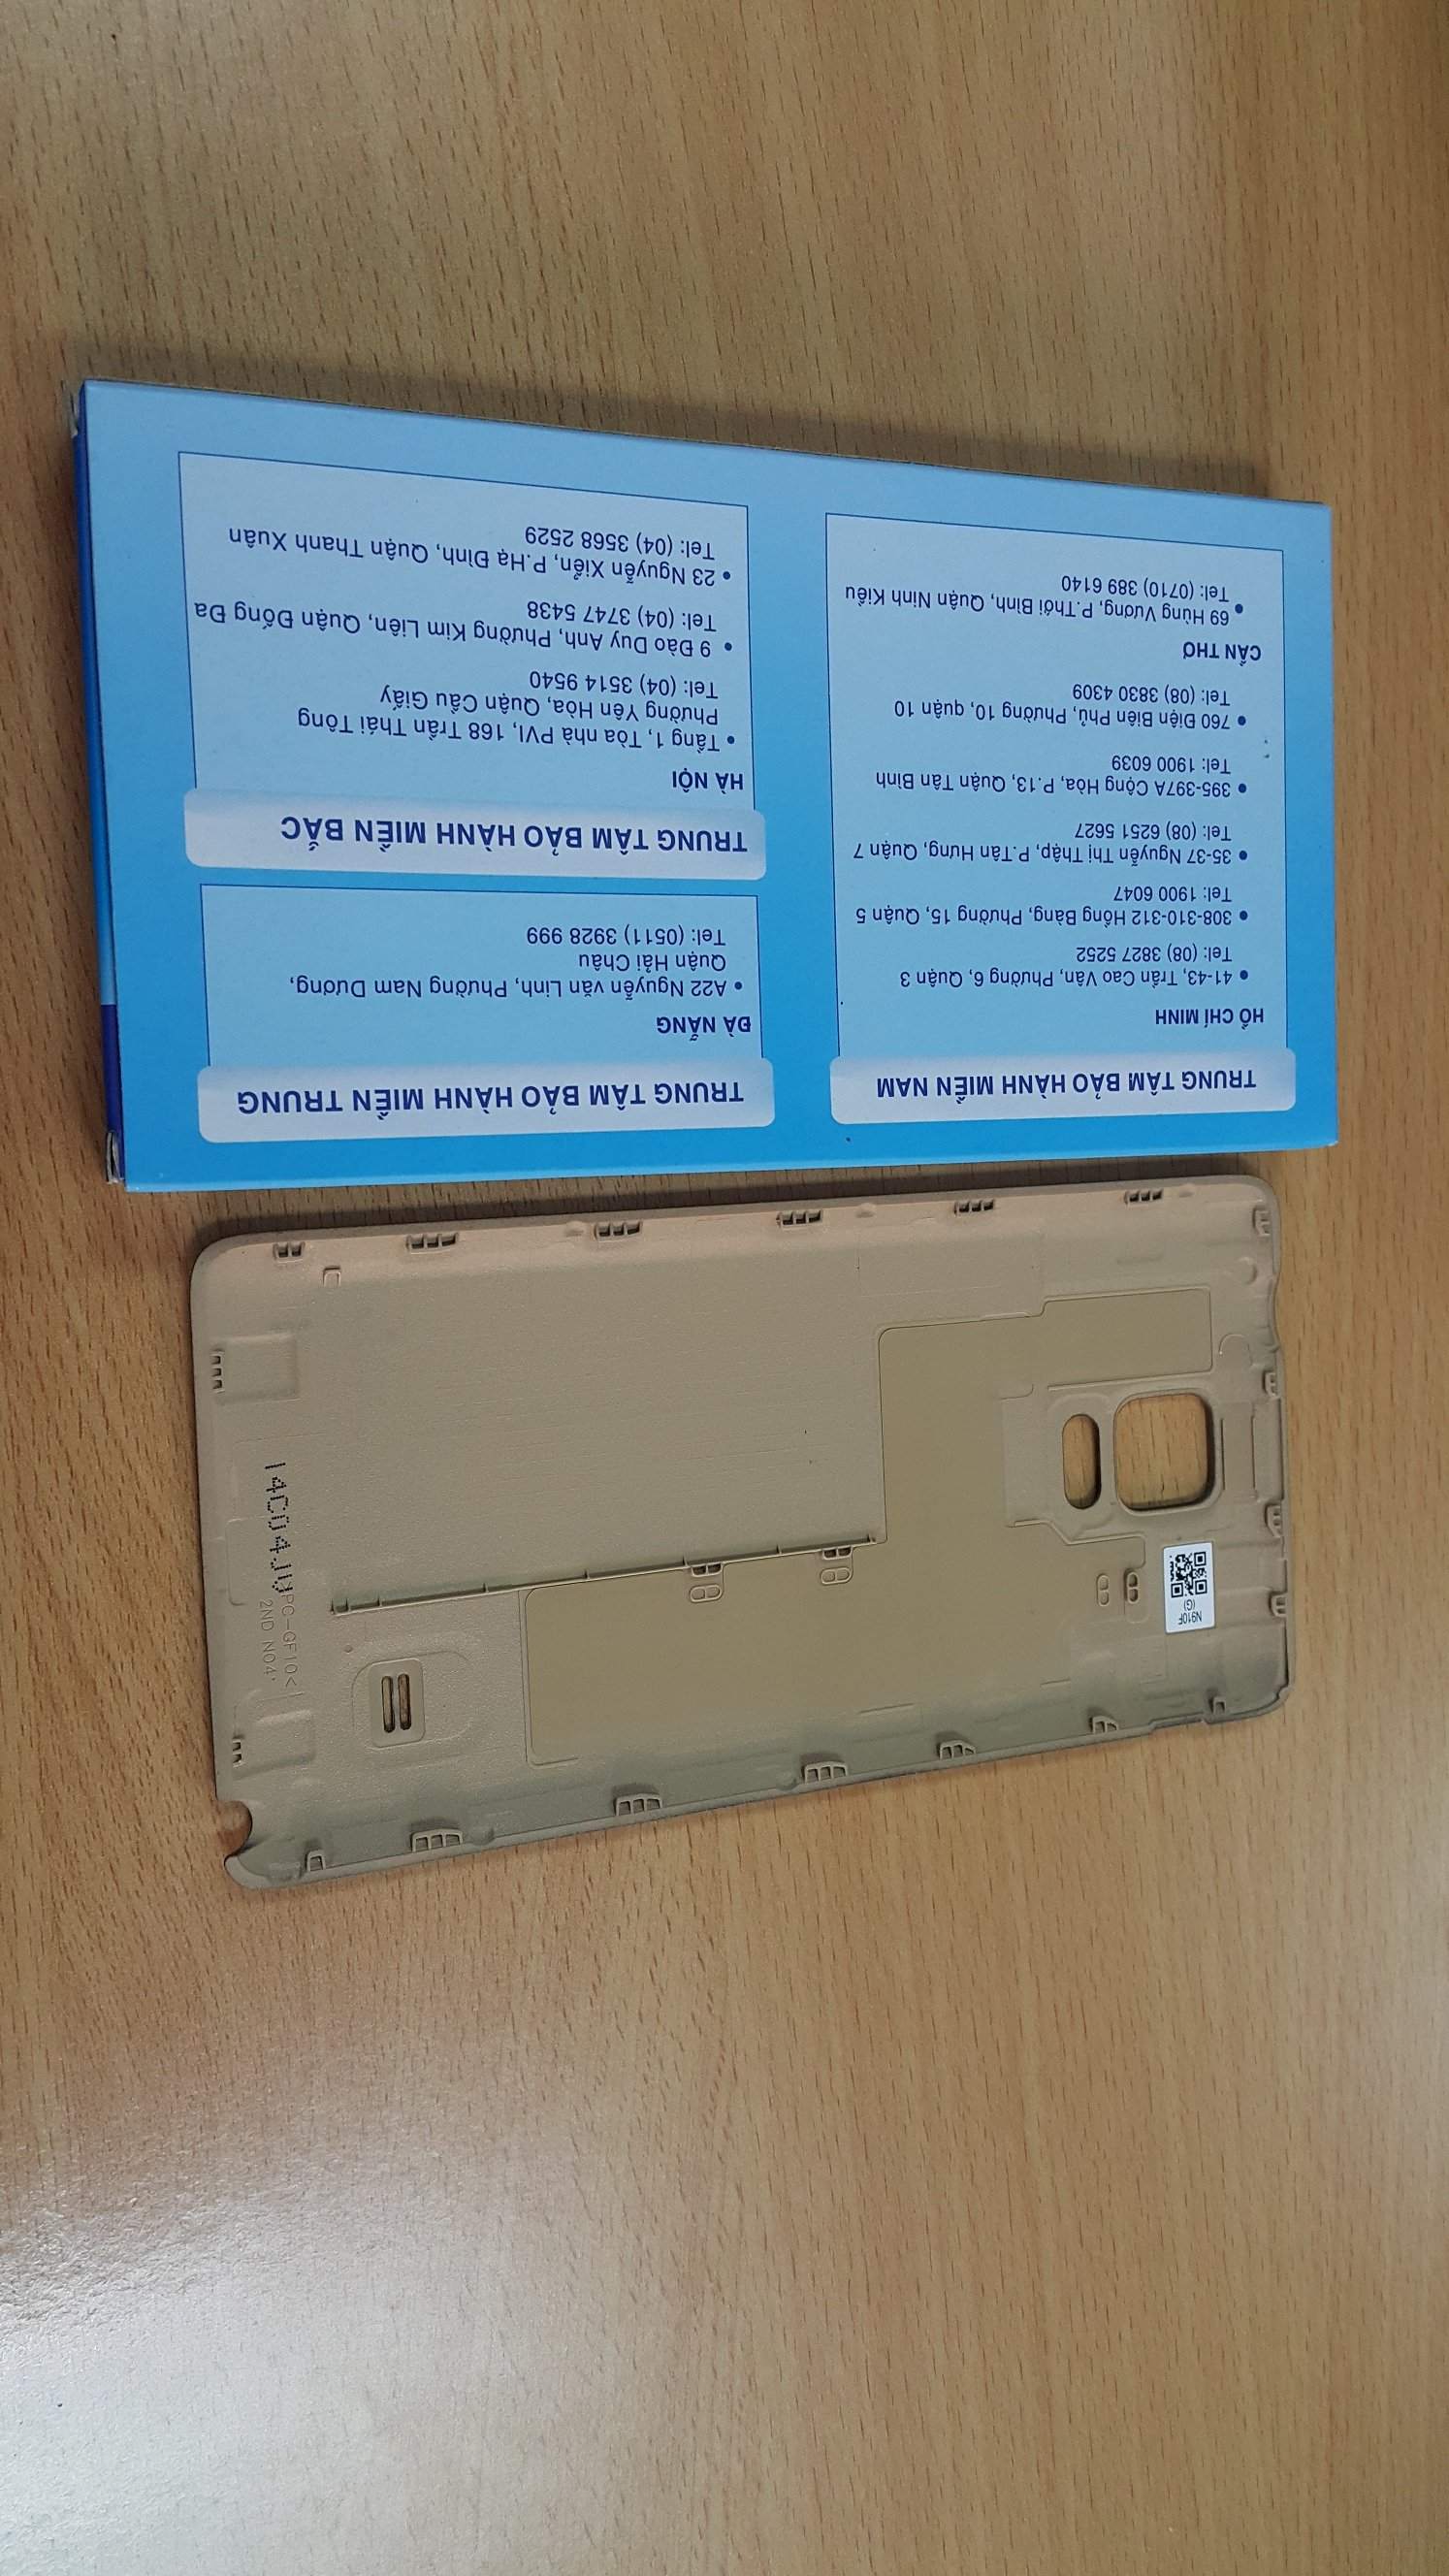 TRUNG TÂM BẢO HÀNH MIỀN NAM
HỒ CHÍ MINH
• 41-43, Trần Cao Vân, Phường 6, Quận 3
Tel: (08) 3827 5252
• 308-310-312 Hồng Bàng, Phường 15, Quận 5
Tel: 1900 6047
• 35-37 Nguyễn Thị Thập, P.Tân Hưng, Quận 7
Tel: (08) 6251 5627
• 395-397A Cộng Hòa, P.13, Quận Tân Bình
Tel: 1900 6039
• 760 Điện Biên Phủ, Phường 10, quận 10
Tel: (08) 3830 4309
CẦN THƠ
• 69 Hùng Vương, P.Thới Bình, Quận Ninh Kiều
Tel: (0710) 389 6140
TRUNG TÂM BẢO HÀNH MIỀN TRUNG
ĐÀ NẴNG
• A22 Nguyễn văn Linh, Phường Nam Dương,
Quận Hải Châu
Tel: (0511) 3928 999
TRUNG TÂM BẢO HÀNH MIỀN BẮC
HÀ NỘI
• Tầng 1, Tòa nhà PVI, 168 Trần Thái Tông
Phường Yên Hòa, Quận Cầu Giấy
Tel: (04) 3514 9540
• 9 Đào Duy Anh, Phường Kim Liên, Quận Đống Đa
Tel: (04) 3747 5438
• 23 Nguyễn Xiển, P.Hạ Đình, Quận Thanh Xuân
Tel: (04) 3568 2529
N910F
(G)
PC-GF10<
2ND NO4